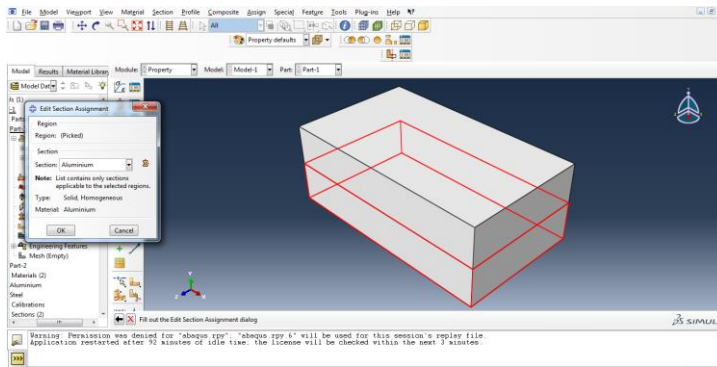 File Model Viewport View Material Section Profile Composite Assign Special Feature Tools Plug-ins Help
All
Property defaults
Model Results Material Library Module: Property Model: Model-1 Part: Part-1
Model Dat
Edit Section Assignment
Region
Region: (Picked)
Section
Section: Aluminium
Note: List contains only sections
applicable to the selected regions.
Type: Solid, Homogeneous
Material: Aluminium
OK Cancel
Engineering Features
Mesh (Empty)
Part-2
Materials (2)
Aluminium
Steel
Calibrations
Sections (2)
Y
Z X
Fill out the Edit Section Assignment dialog
SIMUL
Warning: Permission was denied for "abaqus.rpy"; "abaqus.rpy.6" will be used for this session's replay file.
Application restarted after 92 minutes of idle time; the license will be checked within the next 3 minutes.
>>>